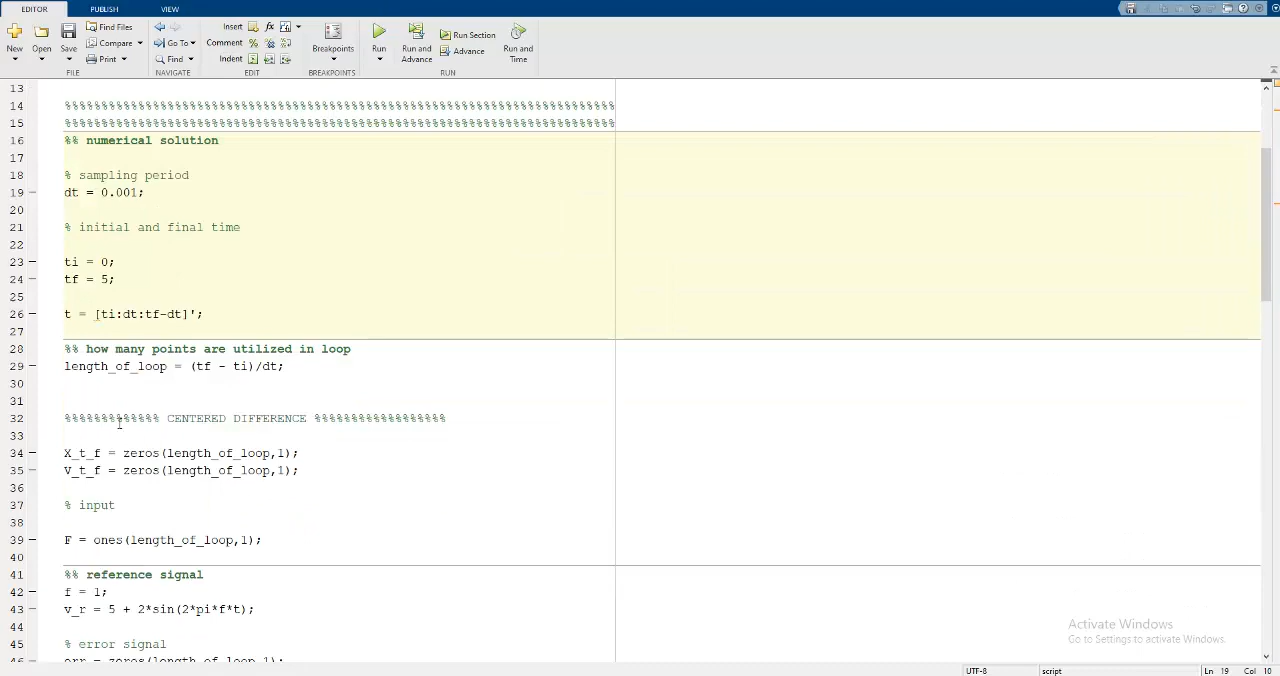 EDITOR PUBLISH VIEW
New Open Save Find Files Compare Print Go To Find Insert fx Comment % Indent Breakpoints Run Run and Advance Run Section Advance Run and Time
FILE NAVIGATE EDIT BREAKPOINTS RUN
13
14 %%%%%%%%%%%%%%%%%%%%%%%%%%%%%%%%%%%%%%%%%%%%%%%%%%%%%%%%%%%%%%%%%%%%%%%%%%%
15 %%%%%%%%%%%%%%%%%%%%%%%%%%%%%%%%%%%%%%%%%%%%%%%%%%%%%%%%%%%%%%%%%%%%%%%%%%%
16 %% numerical solution
17
18 % sampling period
19 dt = 0.001;
20
21 % initial and final time
22
23 ti = 0;
24 tf = 5;
25
26 t = [ti:dt:tf-dt]';
27
28 %% how many points are utilized in loop
29 length_of_loop = (tf - ti)/dt;
30
31
32 %%%%%%%%%%%%% CENTERED DIFFERENCE %%%%%%%%%%%%%%%%%%
33
34 X_t_f = zeros(length_of_loop,1);
35 V_t_f = zeros(length_of_loop,1);
36
37 % input
38
39 F = ones(length_of_loop,1);
40
41 %% reference signal
42 f = 1;
43 v_r = 5 + 2*sin(2*pi*f*t);
44
45 % error signal
46 err = zeros(length_of_loop,1);
Activate Windows
Go to Settings to activate Windows.
UTF-8 script Ln 19 Col 10